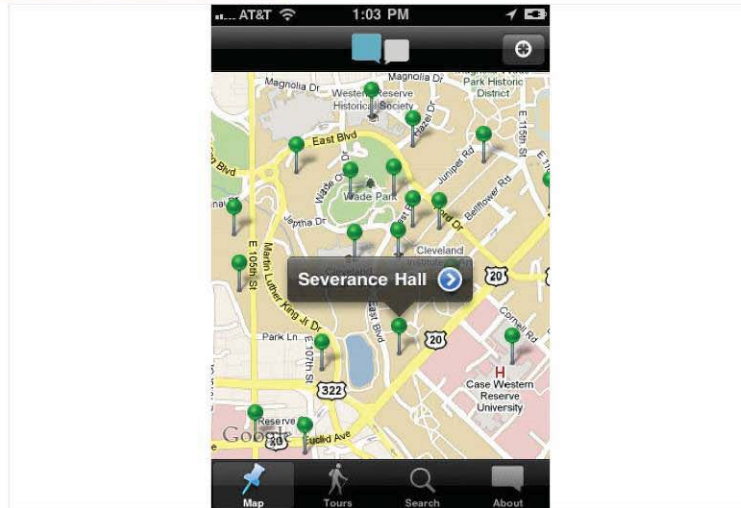 AT&T 1:03 PM
Magnolia Dr
Magnolia Dr
Park Historic
District
Western Reserve
Historical Society
E 115th St
Hazel Dr
East Blvd
Juniper Rd
Bellflower Rd
Wade Park
Jeptha Dr
E 105th St
Martin Luther King Jr Dr
Cleveland
Severance Hall
20
East Blvd
Cornell Rd
20
Park Ln
E 107th St
H
322
Case Western
Reserve
University
Reserve
Google
20
Euclid Ave
Map Tours Search About